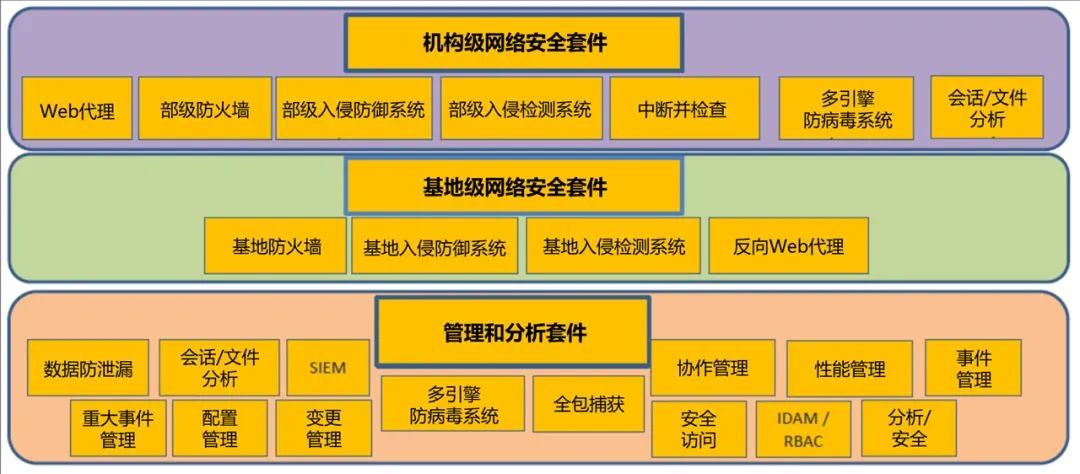 机构级网络安全套件
Web代理
部级防火墙
部级入侵防御系统
部级入侵检测系统
中断并检查
多引擎
防病毒系统
会话/文件
分析
基地级网络安全套件
基地防火墙
基地入侵防御系统
基地入侵检测系统
反向Web代理
管理和分析套件
数据防泄漏
会话/文件
分析
SIEM
协作管理
性能管理
事件
管理
重大事件
管理
配置
管理
变更
管理
多引擎
防病毒系统
全包捕获
安全
访问
IDAM /
RBAC
分析/
安全